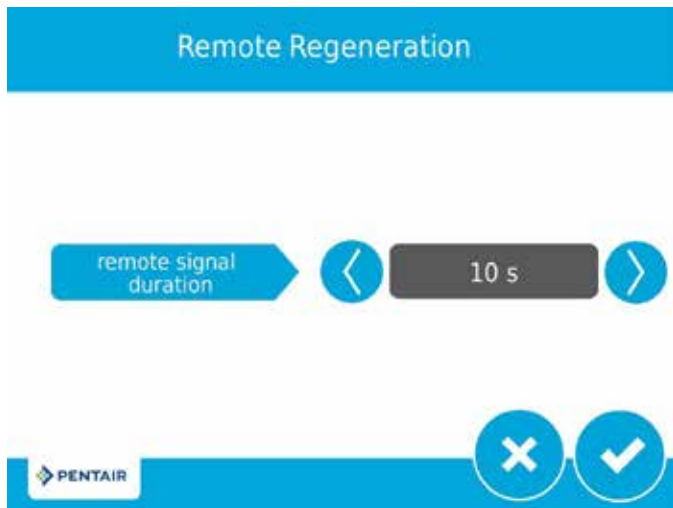 Remote Regeneration
remote signal
duration
10 s
PENTAIR